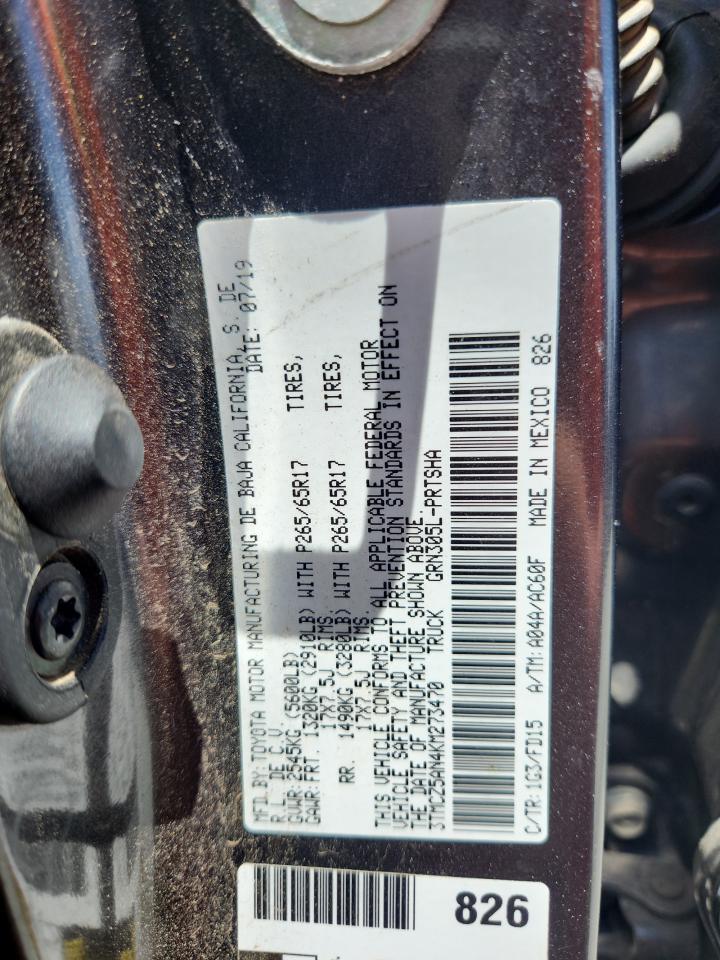 MFD.BY:TOYOTA MOTOR MANUFACTURING DE BAJA CALIFORNIA, S. DE
R.L. DE C.V. DATE: 07/19
GVWR:2545KG (5600LB)
GAWR:FRT. 1320KG (2910LB) WITH P265/65R17 TIRES,
17X7.5J RIMS,
RR. 1490KG (3280LB) WITH P265/65R17 TIRES,
17X7.5J RIMS
THIS VEHICLE CONFORMS TO ALL APPLICABLE FEDERAL MOTOR
VEHICLE SAFETY AND THEFT PREVENTION STANDARDS IN EFFECT ON
THE DATE OF MANUFACTURE SHOWN ABOVE.
3TMCZ5AN4KM273470 TRUCK GRN305L-PRTSHA
C/TR:1G3/FD15 A/TM:A04A/AC60F MADE IN MEXICO 826
826